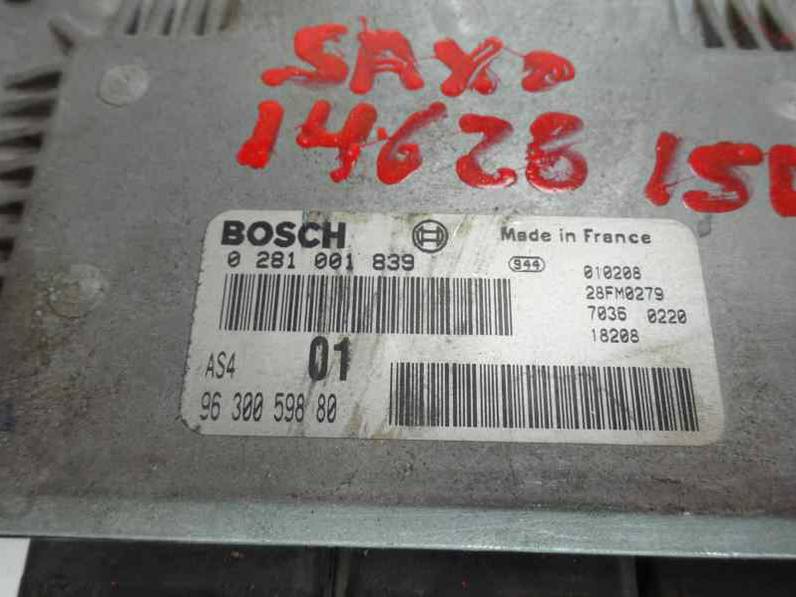 SAXO
14628 15D
BOSCH Made in France
0 281 001 839 944 010208
28FM0279
7036 0220
18208
AS4 01
96 300 598 80